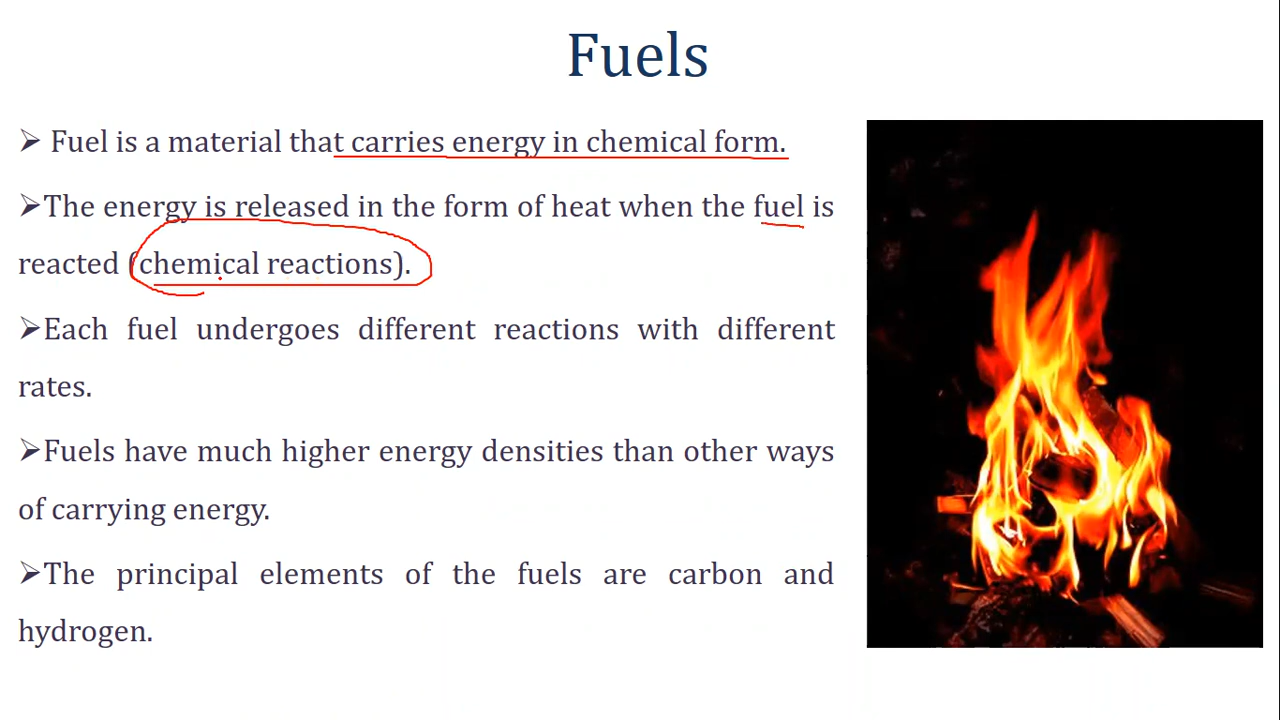 Fuels
➢ Fuel is a material that carries energy in chemical form.
➢The energy is released in the form of heat when the fuel is
reacted (chemical reactions).
➢Each fuel undergoes different reactions with different
rates.
➢Fuels have much higher energy densities than other ways
of carrying energy.
➢The principal elements of the fuels are carbon and
hydrogen.